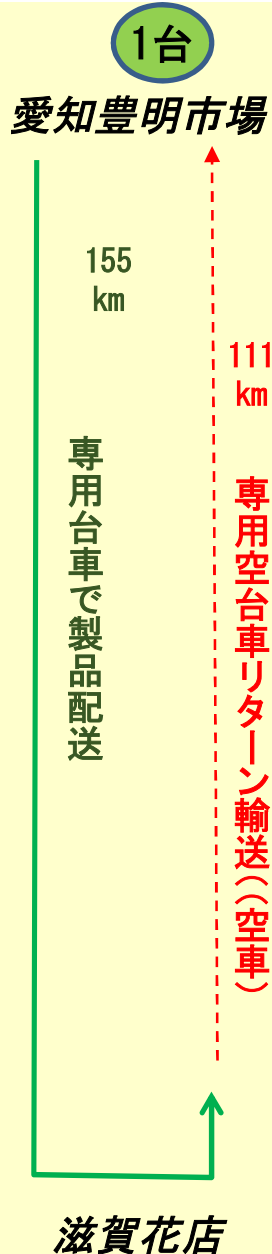 1台
愛知豊明市場
155
km
111
km
専用台車で製品配送
専用空台車リターン輸送((空車)
滋賀花店